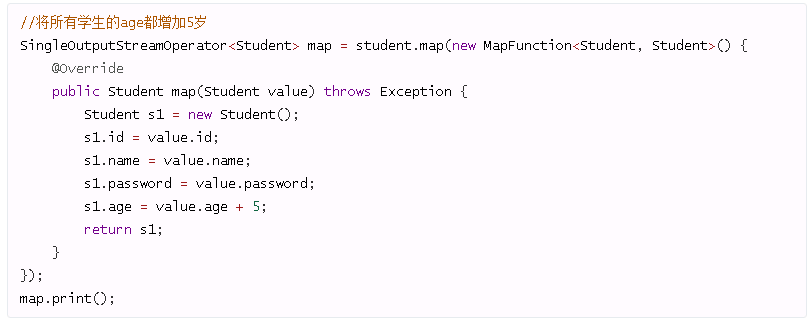 //将所有学生的age都增加5岁
SingleOutputStreamOperator<Student> map = student.map(new MapFunction<Student, Student>() {
    @Override
    public Student map(Student value) throws Exception {
        Student s1 = new Student();
        s1.id = value.id;
        s1.name = value.name;
        s1.password = value.password;
        s1.age = value.age + 5;
        return s1;
    }
});
map.print();